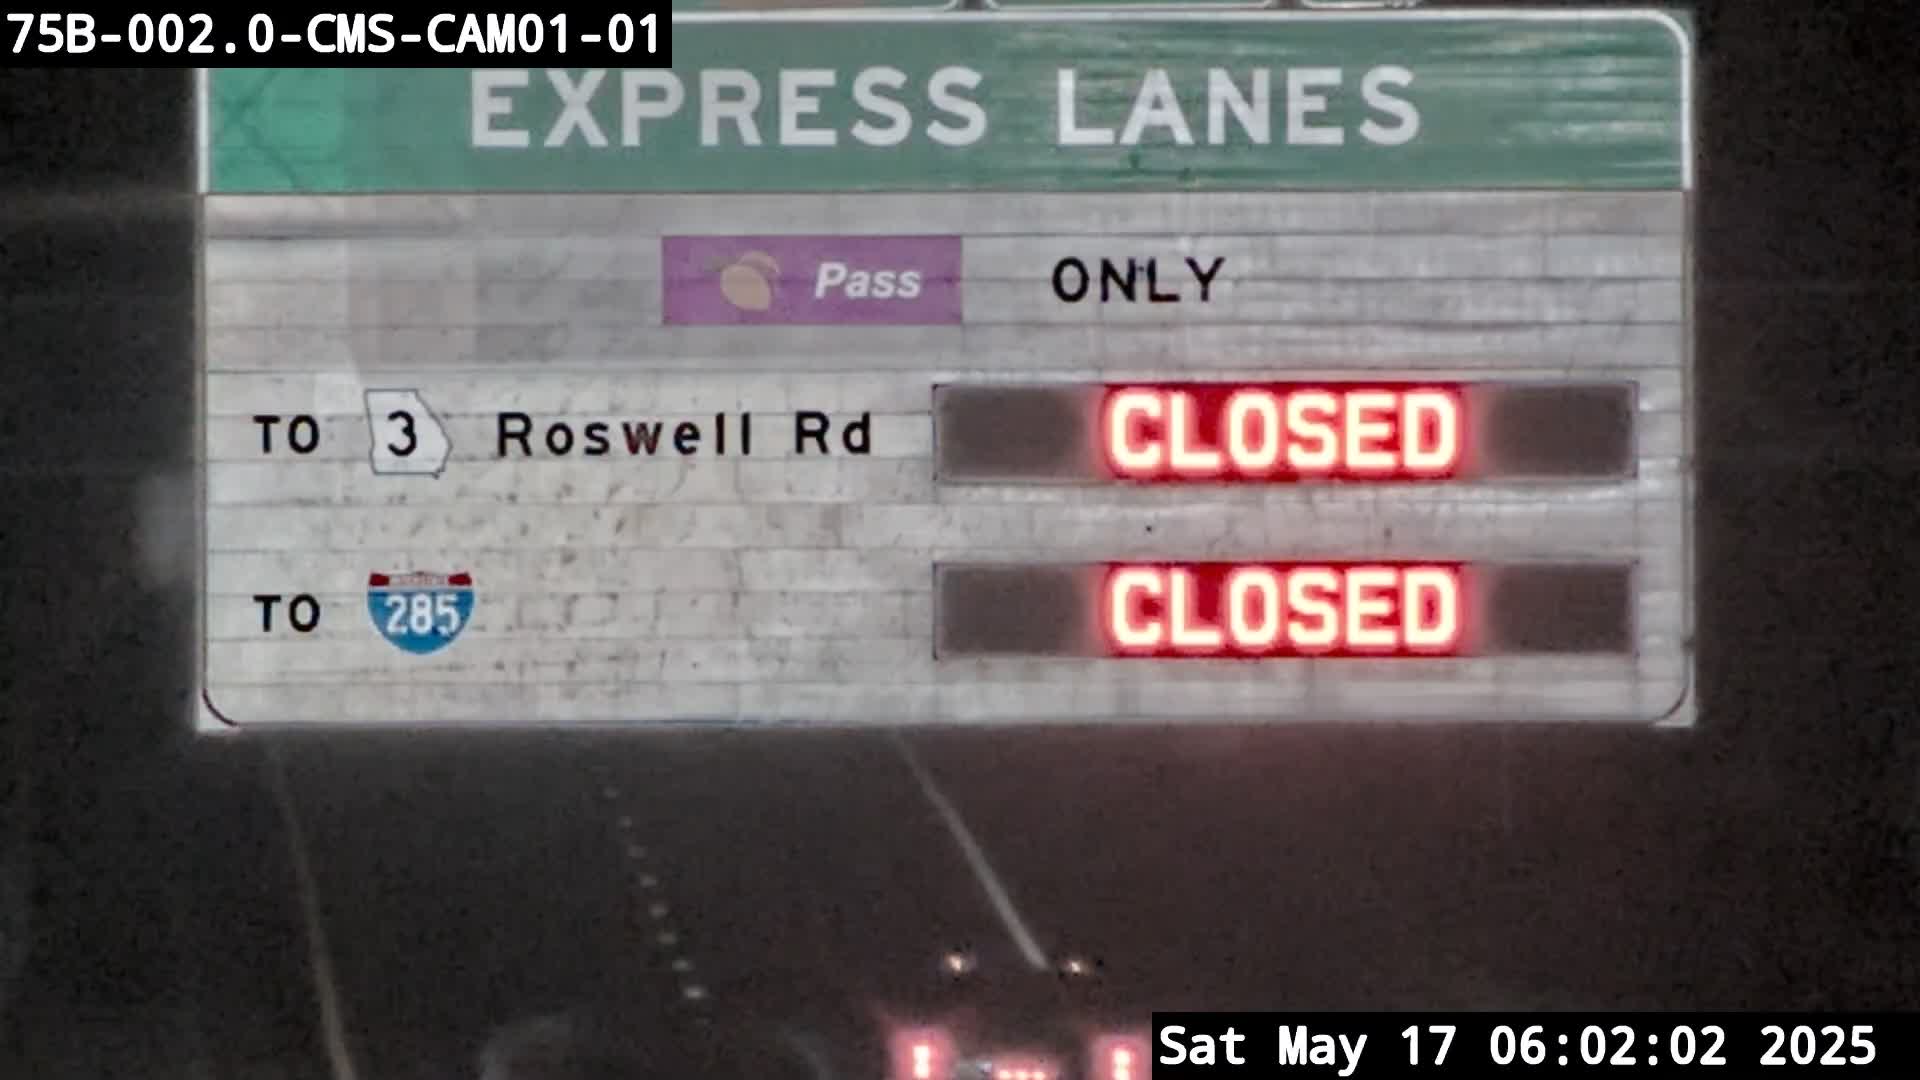 75B-002.0-CMS-CAM01-01
EXPRESS LANES
Pass ONLY
TO 3 Roswell Rd CLOSED
TO 285 CLOSED
Sat May 17 06:02:02 2025